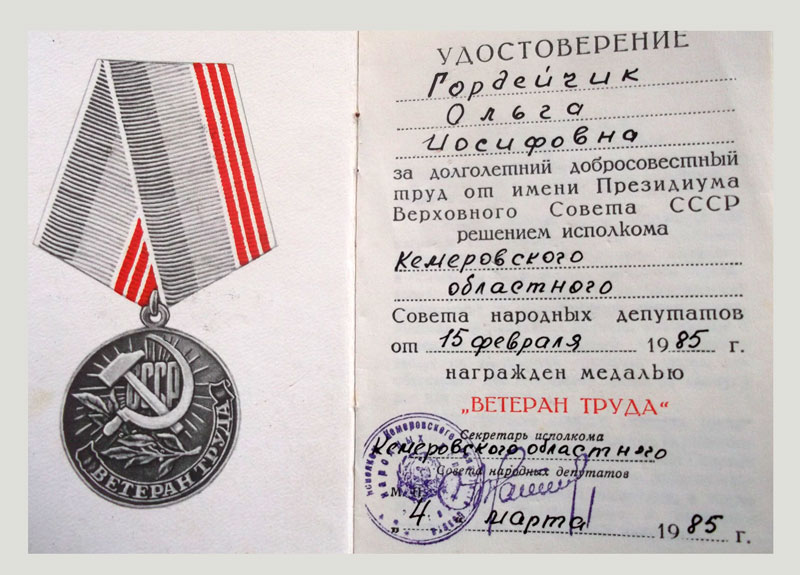 СССР
ВЕТЕРАН ТРУДА
УДОСТОВЕРЕНИЕ
Гордейчик
Ольга
Иосифовна
за долголетний добросовестный
труд от имени Президиума
Верховного Совета СССР
решением исполкома
Кемеровского
областного
Совета народных депутатов
от 15 февраля 1985 г.
награжден медалью
„ВЕТЕРАН ТРУДА“
Секретарь исполкома
Кемеровского областного
Совета народных депутатов
М. П.
„4 марта 1985 г.